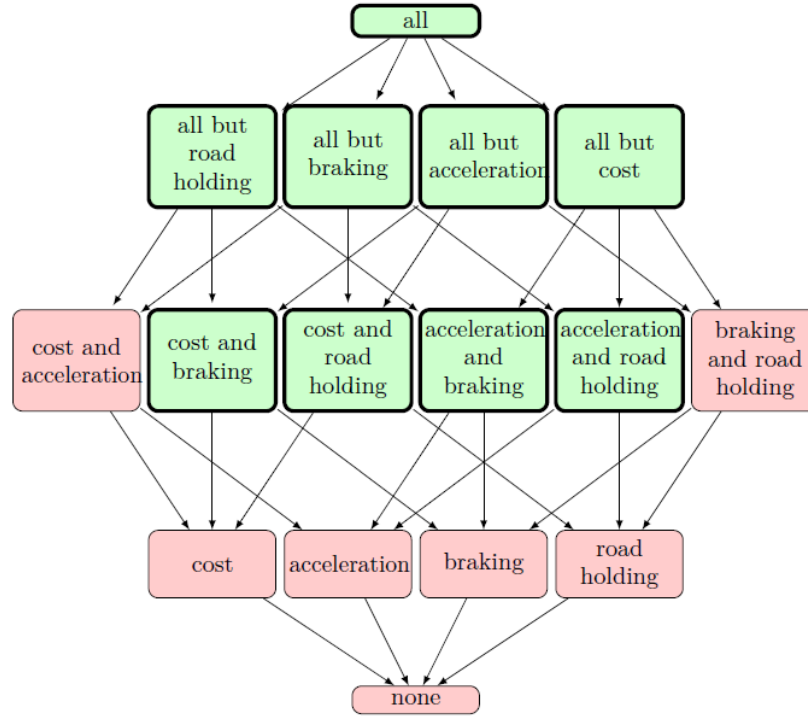 all
all but
road
holding
all but
braking
all but
acceleration
all but
cost
cost and
acceleration
cost and
braking
cost and
road
holding
acceleration
and
braking
acceleration
and road
holding
braking
and road
holding
cost
acceleration
braking
road
holding
none